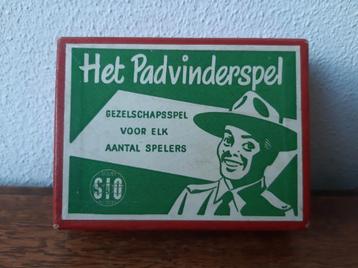 Het Padvinderspel
GEZELSCHAPSSPEL
VOOR ELK
AANTAL SPELERS
SIO